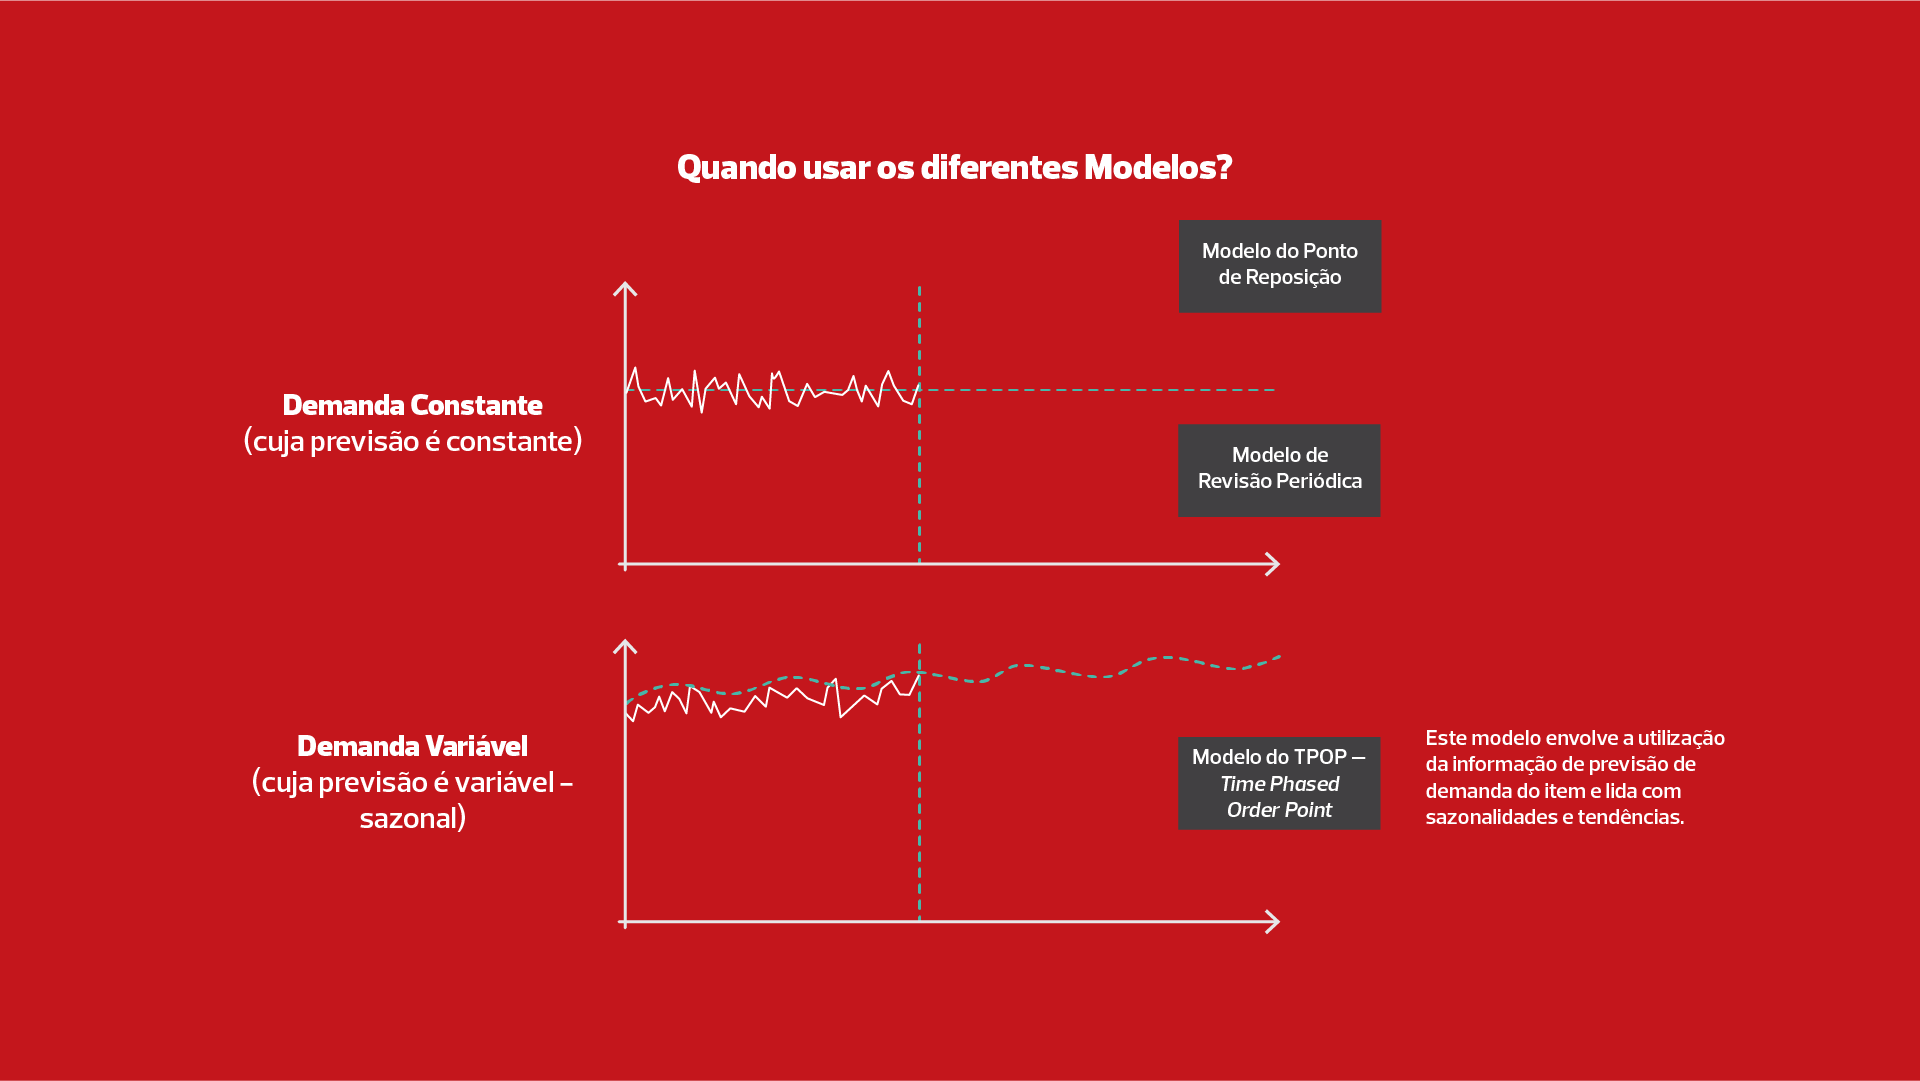 Quando usar os diferentes Modelos?
Modelo do Ponto
de Reposição
Demanda Constante
(cuja previsão é constante)
Modelo de
Revisão Periódica
Demanda Variável
(cuja previsão é variável –
sazonal)
Modelo do TPOP —
Time Phased
Order Point
Este modelo envolve a utilização
da informação de previsão de
demanda do item e lida com
sazonalidades e tendências.